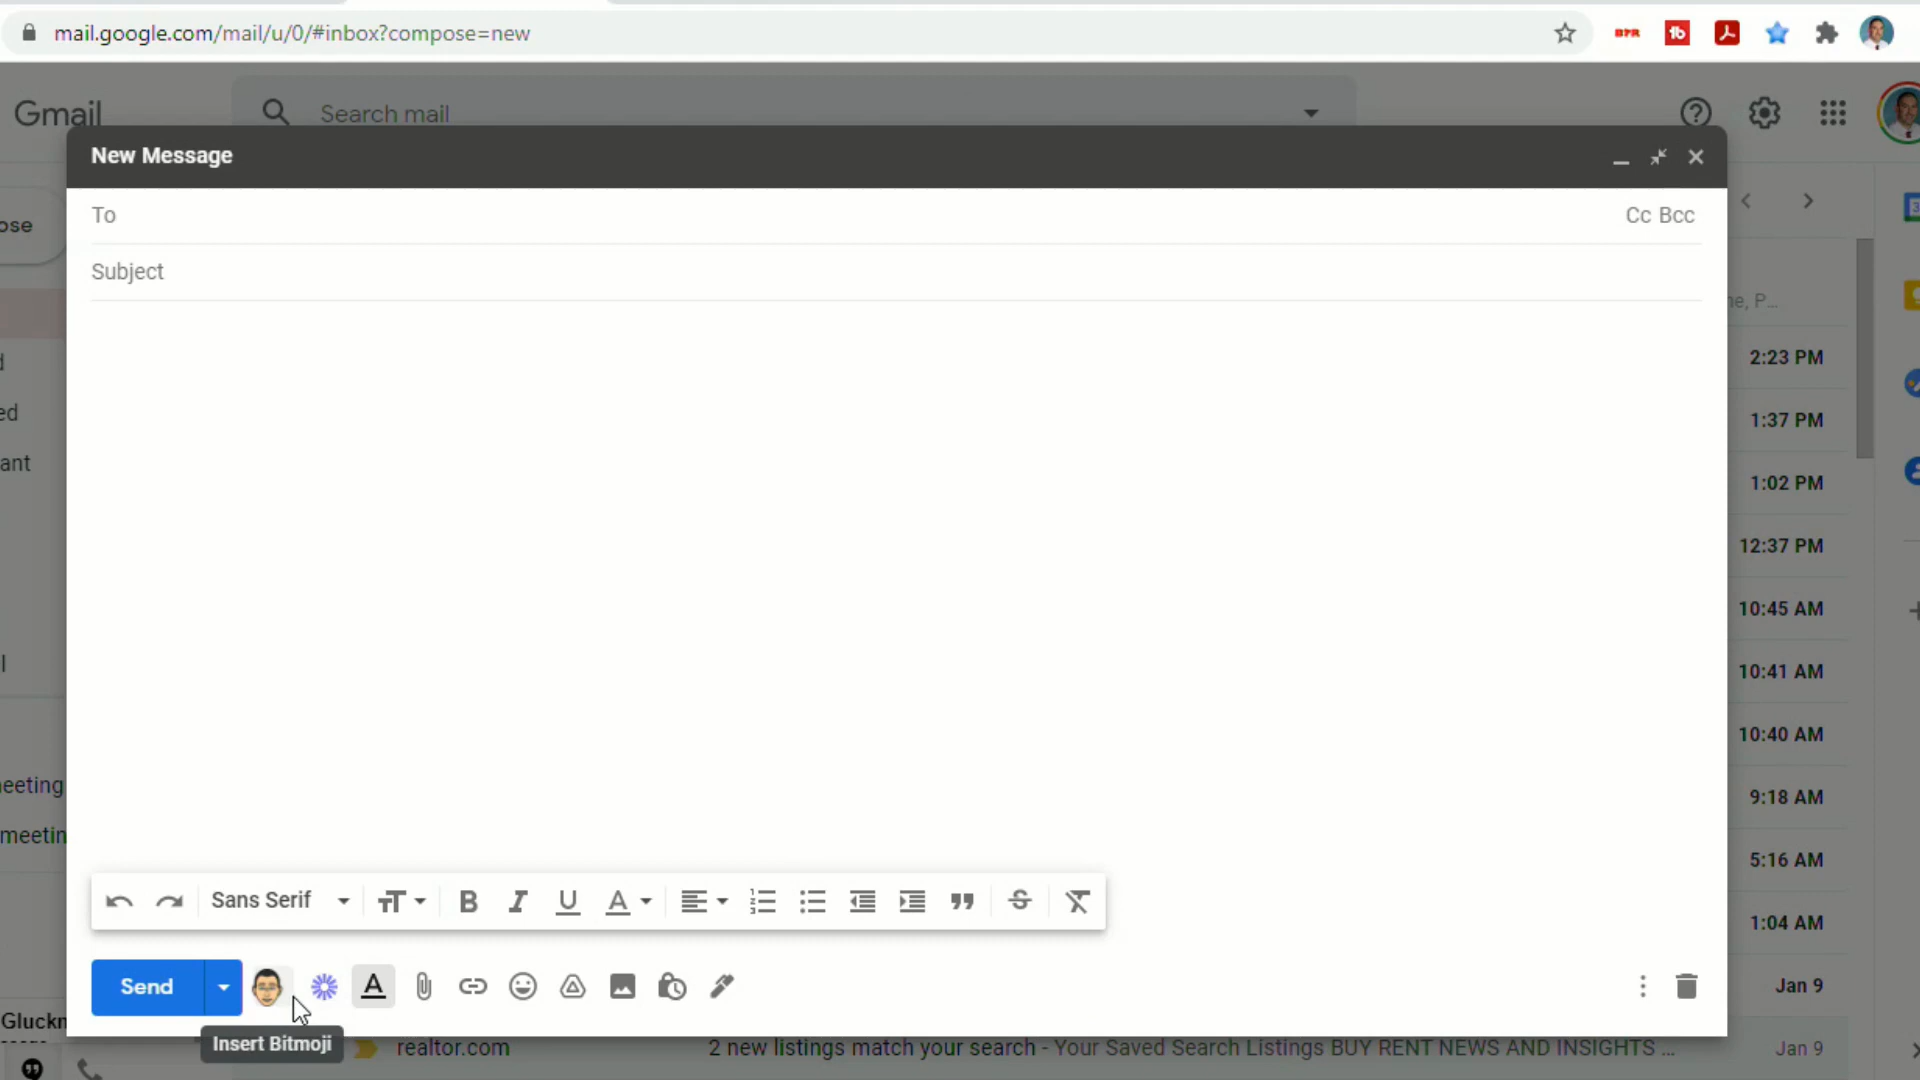 mail.google.com/mail/u/0/#inbox?compose=new
Gmail
Search mail
New Message
ose
To
Cc Bcc
Subject
ne, P...
2:23 PM
d
ed
1:37 PM
ant
1:02 PM
12:37 PM
10:45 AM
l
10:41 AM
10:40 AM
eeting
9:18 AM
meetin
5:16 AM
Sans Serif
1:04 AM
Send
Jan 9
Gluckn
Insert Bitmoji
realtor.com
2 new listings match your search - Your Saved Search Listings BUY RENT NEWS AND INSIGHTS ...
Jan 9